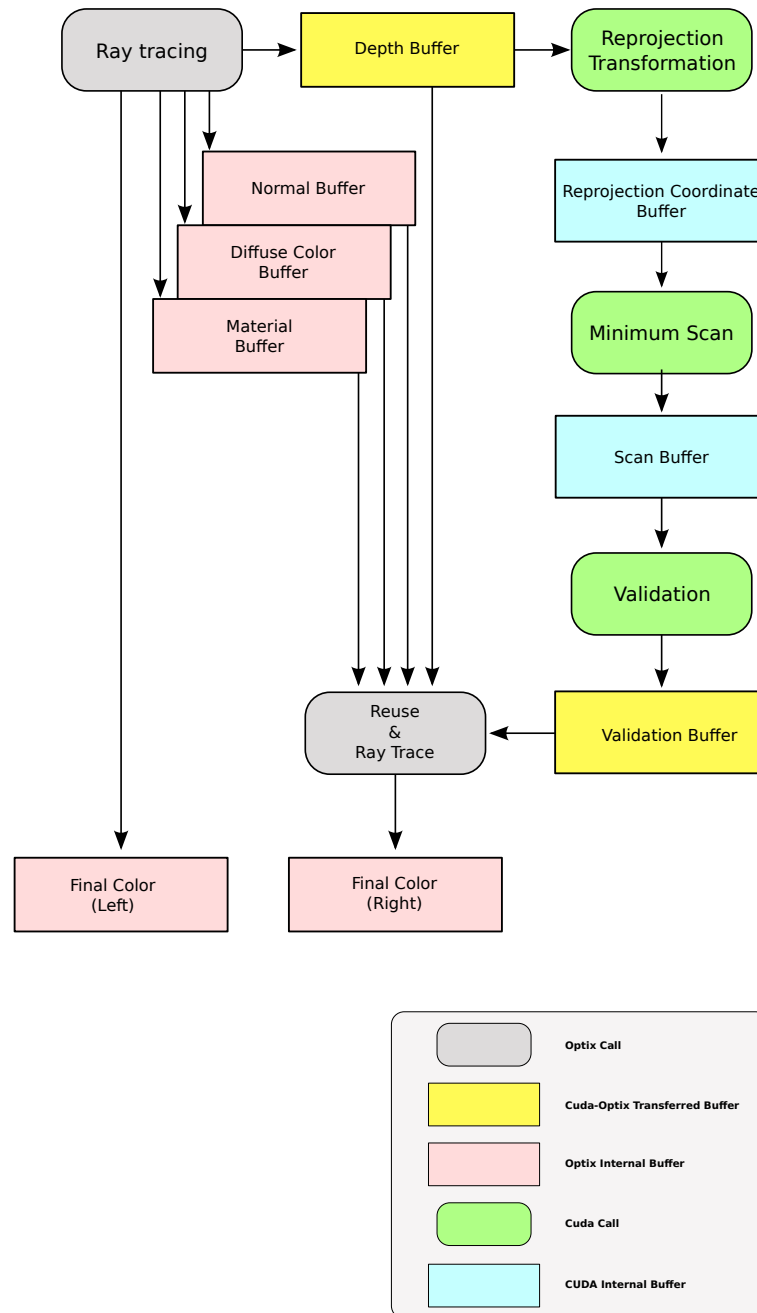 Ray tracing
Depth Buffer
Reprojection
Transformation
Normal Buffer
Reprojection Coordinate
Buffer
Diffuse Color
Buffer
Material
Buffer
Minimum Scan
Scan Buffer
Validation
Reuse
&
Ray Trace
Validation Buffer
Final Color
(Left)
Final Color
(Right)
Optix Call
Cuda-Optix Transferred Buffer
Optix Internal Buffer
Cuda Call
CUDA Internal Buffer